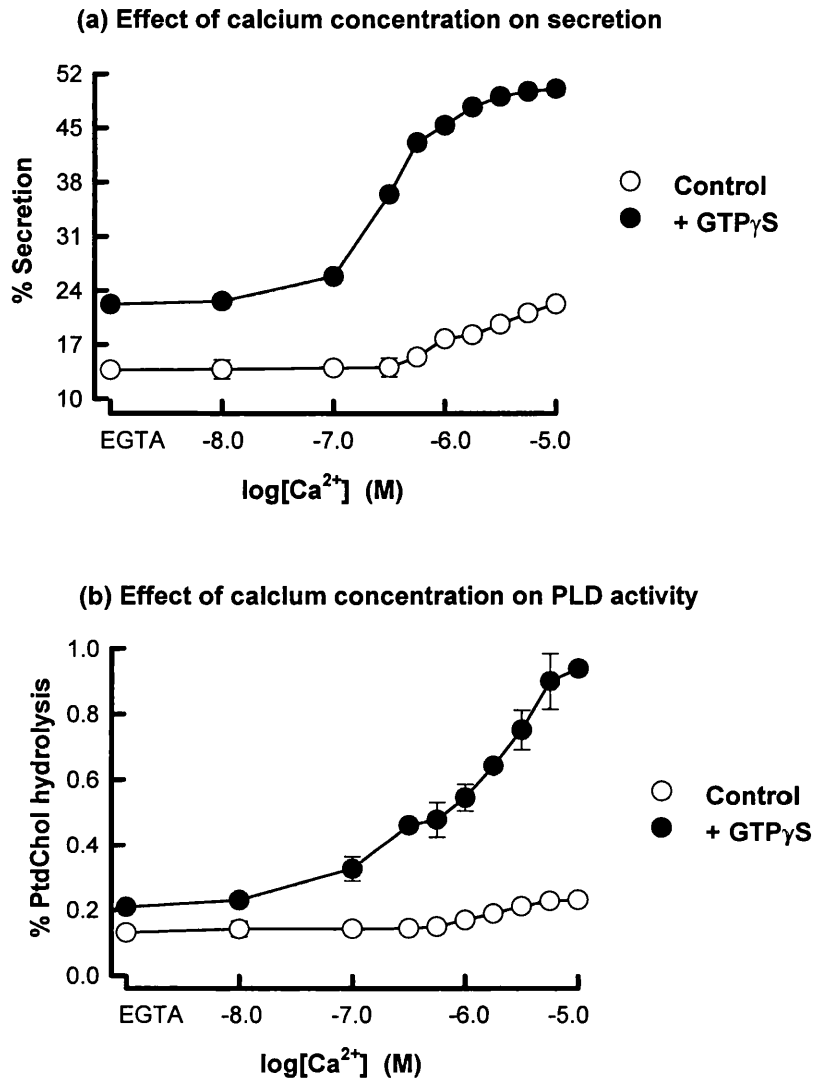 (a) Effect of calcium concentration on secretion
52
45
38
31
24
17
10
% Secretion
Control
+ GTPγS
EGTA -8.0 -7.0 -6.0 -5.0
log[Ca²⁺] (M)
(b) Effect of calcium concentration on PLD activity
1.0
0.8
0.6
0.4
0.2
0.0
% PtdChol hydrolysis
Control
+ GTPγS
EGTA -8.0 -7.0 -6.0 -5.0
log[Ca²⁺] (M)